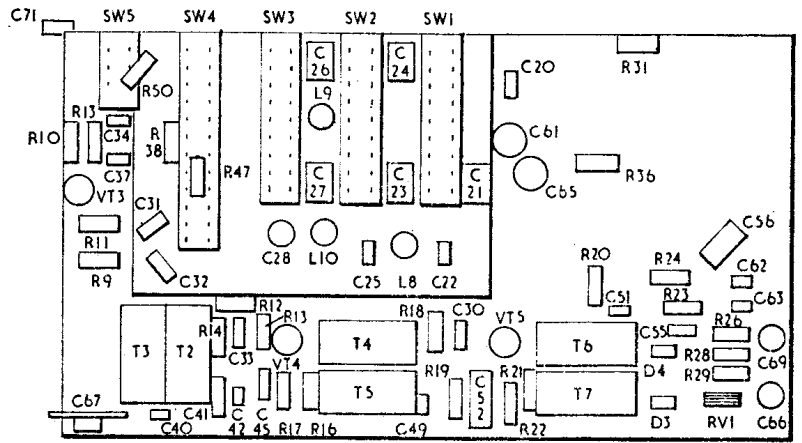 C71 SW5 SW4 SW3 SW2 SW1
C 26 C 24 C20 R31
R50 L9
R13 C34
R10 R 38 C61
C37 R47 C 27 C 23 C 21 C65 R36
VT3
C31 C56
R11 C28 L10 C25 L8 C22 R20 R24 C62
R9 C32
C51 R23 C63
R12 R13 R18 C30 VT5 C55 R26
R14
T3 T2 C33 T4 T6 R28 C69
VT4 R19 R21 D4 R29
T5 C 52 T7
C67 C41 C40 C 42 C 45 R17 R16 C49 R22 D3 RV1 C66